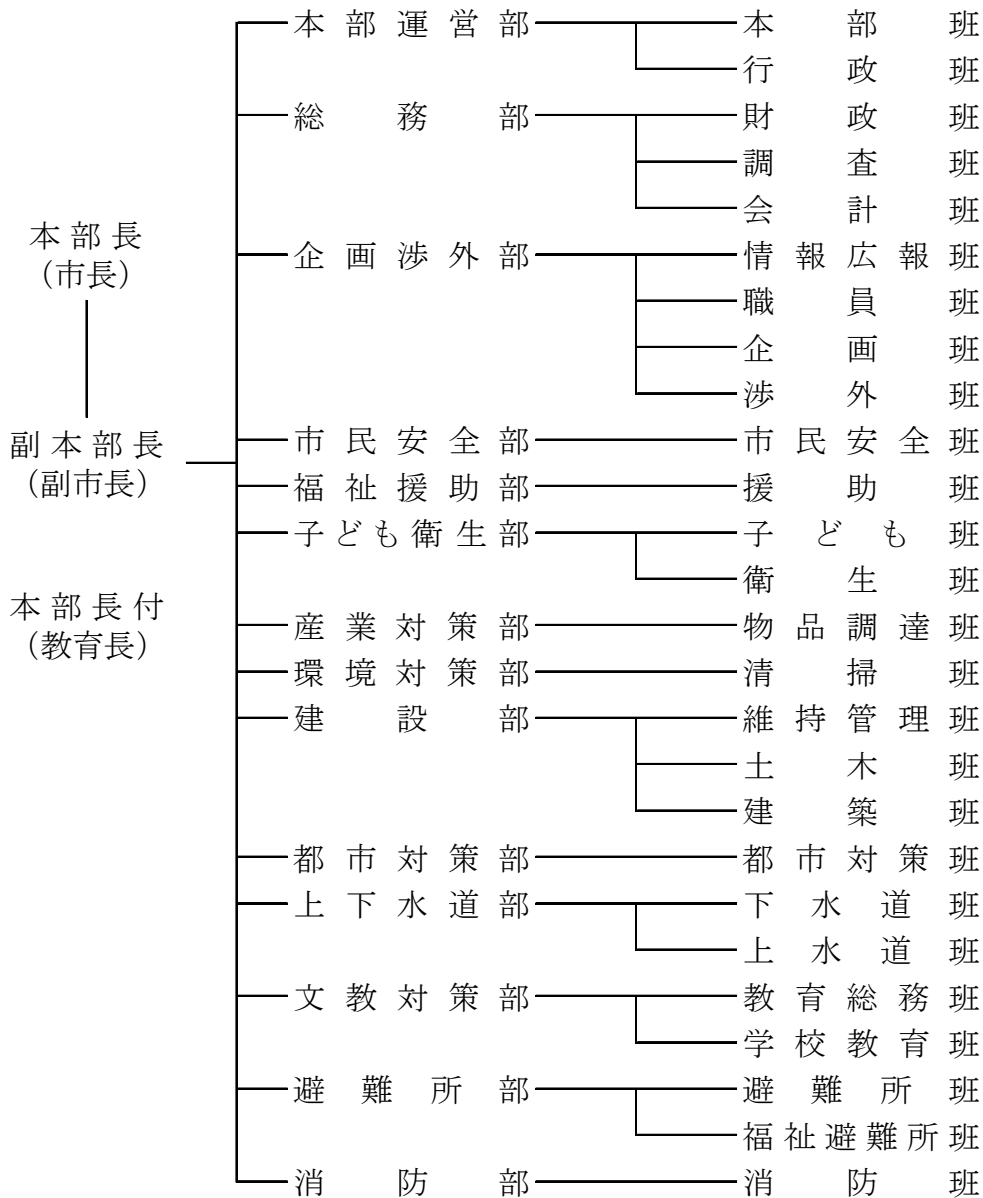 本部長
(市長)
副本部長
(副市長)
本部長付
(教育長)
本部運営部 本部班
行政班
総務部 財政班
調査班
会計班
企画渉外部 情報広報班
職員班
企画班
渉外班
市民安全部 市民安全班
福祉援助部 援助班
子ども衛生部 子ども班
衛生班
産業対策部 物品調達班
環境対策部 清掃班
建設部 維持管理班
土木班
建築班
都市対策部 都市対策班
上下水道部 下水道班
上水道班
文教対策部 教育総務班
学校教育班
避難所部 避難所班
福祉避難所班
消防部 消防班